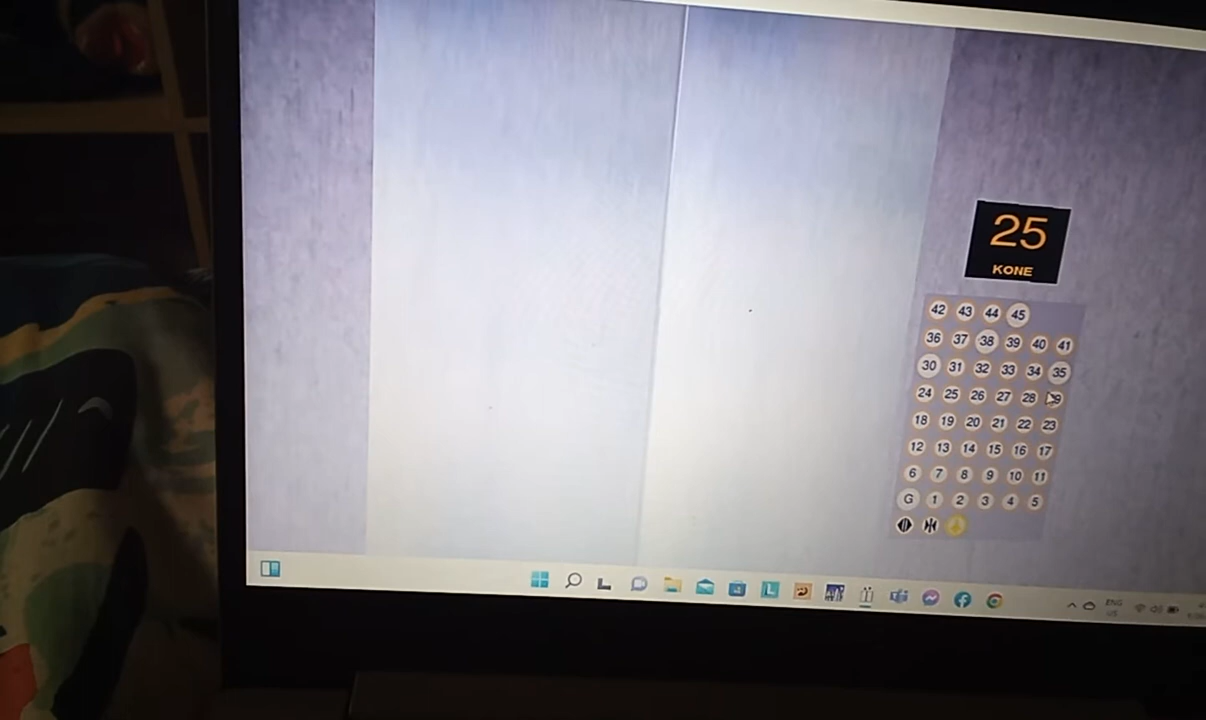 25
KONE
42 43 44 45
36 37 38 39 40 41
30 31 32 33 34 35
24 25 26 27 28
18 19 20 21 22 23
12 13 14 15 16 17
6 7 8 9 10 11
G 1 2 3 4 5
ENG
US